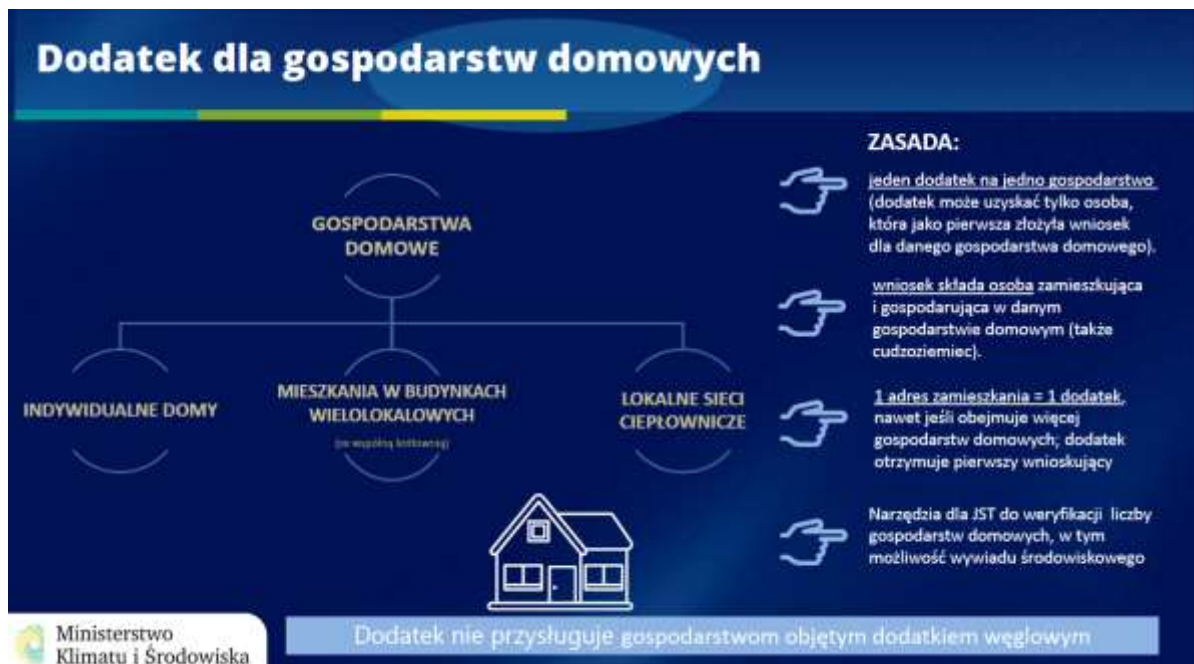 Dodatek dla gospodarstw domowych
GOSPODARSTWA
DOMOWE
INDYWIDUALNE DOMY
MIESZKANIA W BUDYNKACH
WIELOLOKALOWYCH
(ze wspólną kotłownią)
LOKALNE SIECI
CIEPŁOWNICZE
ZASADA:
jeden dodatek na jedno gospodarstwo
(dodatek może uzyskać tylko osoba,
która jako pierwsza złożyła wniosek
dla danego gospodarstwa domowego).
wniosek składa osoba zamieszkująca
i gospodarująca w danym
gospodarstwie domowym (także
cudzoziemiec).
1 adres zamieszkania = 1 dodatek,
nawet jeśli obejmuje więcej
gospodarstw domowych; dodatek
otrzymuje pierwszy wnioskujący
Narzędzia dla JST do weryfikacji liczby
gospodarstw domowych, w tym
możliwość wywiadu środowiskowego
Ministerstwo
Klimatu i Środowiska
Dodatek nie przysługuje gospodarstwom objętym dodatkiem węglowym